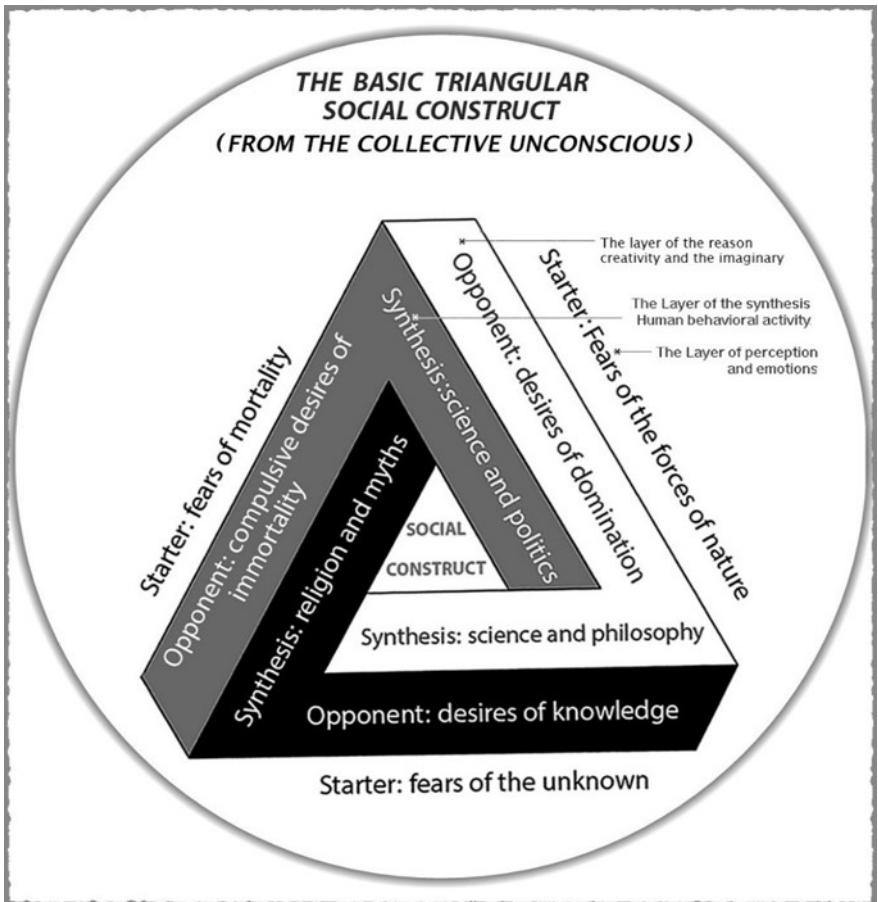 THE BASIC TRIANGULAR
SOCIAL CONSTRUCT
(FROM THE COLLECTIVE UNCONSCIOUS)
The layer of the reason
creativity and the imaginary
The Layer of the synthesis
Human behavioral activity
The Layer of perception
and emotions
Starter: fears of mortality
Opponent: compulsive desires of
immortality
Synthesis: religion and myths
Synthesis:science and politics
Opponent: desires of domination
Starter: Fears of the forces of nature
SOCIAL
CONSTRUCT
Synthesis: science and philosophy
Opponent: desires of knowledge
Starter: fears of the unknown